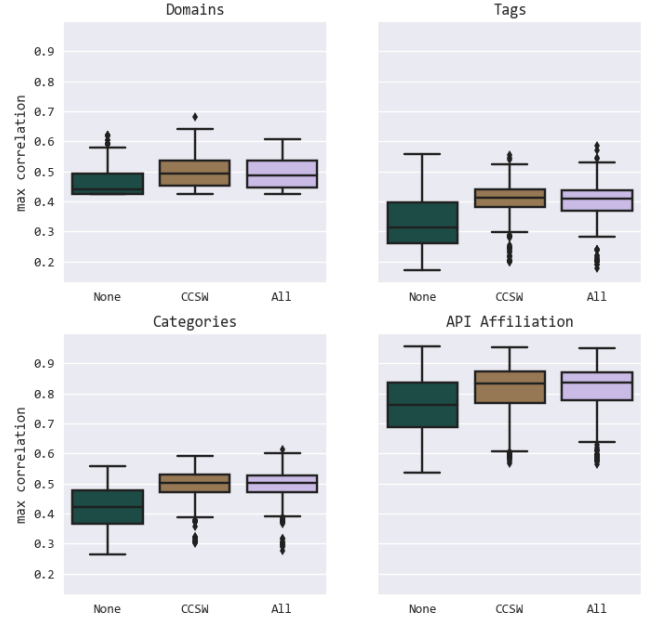 Domains
Tags
max correlation
0.9
0.8
0.7
0.6
0.5
0.4
0.3
0.2
None CCSW All
None CCSW All
Categories
API Affiliation
max correlation
0.9
0.8
0.7
0.6
0.5
0.4
0.3
0.2
None CCSW All
None CCSW All